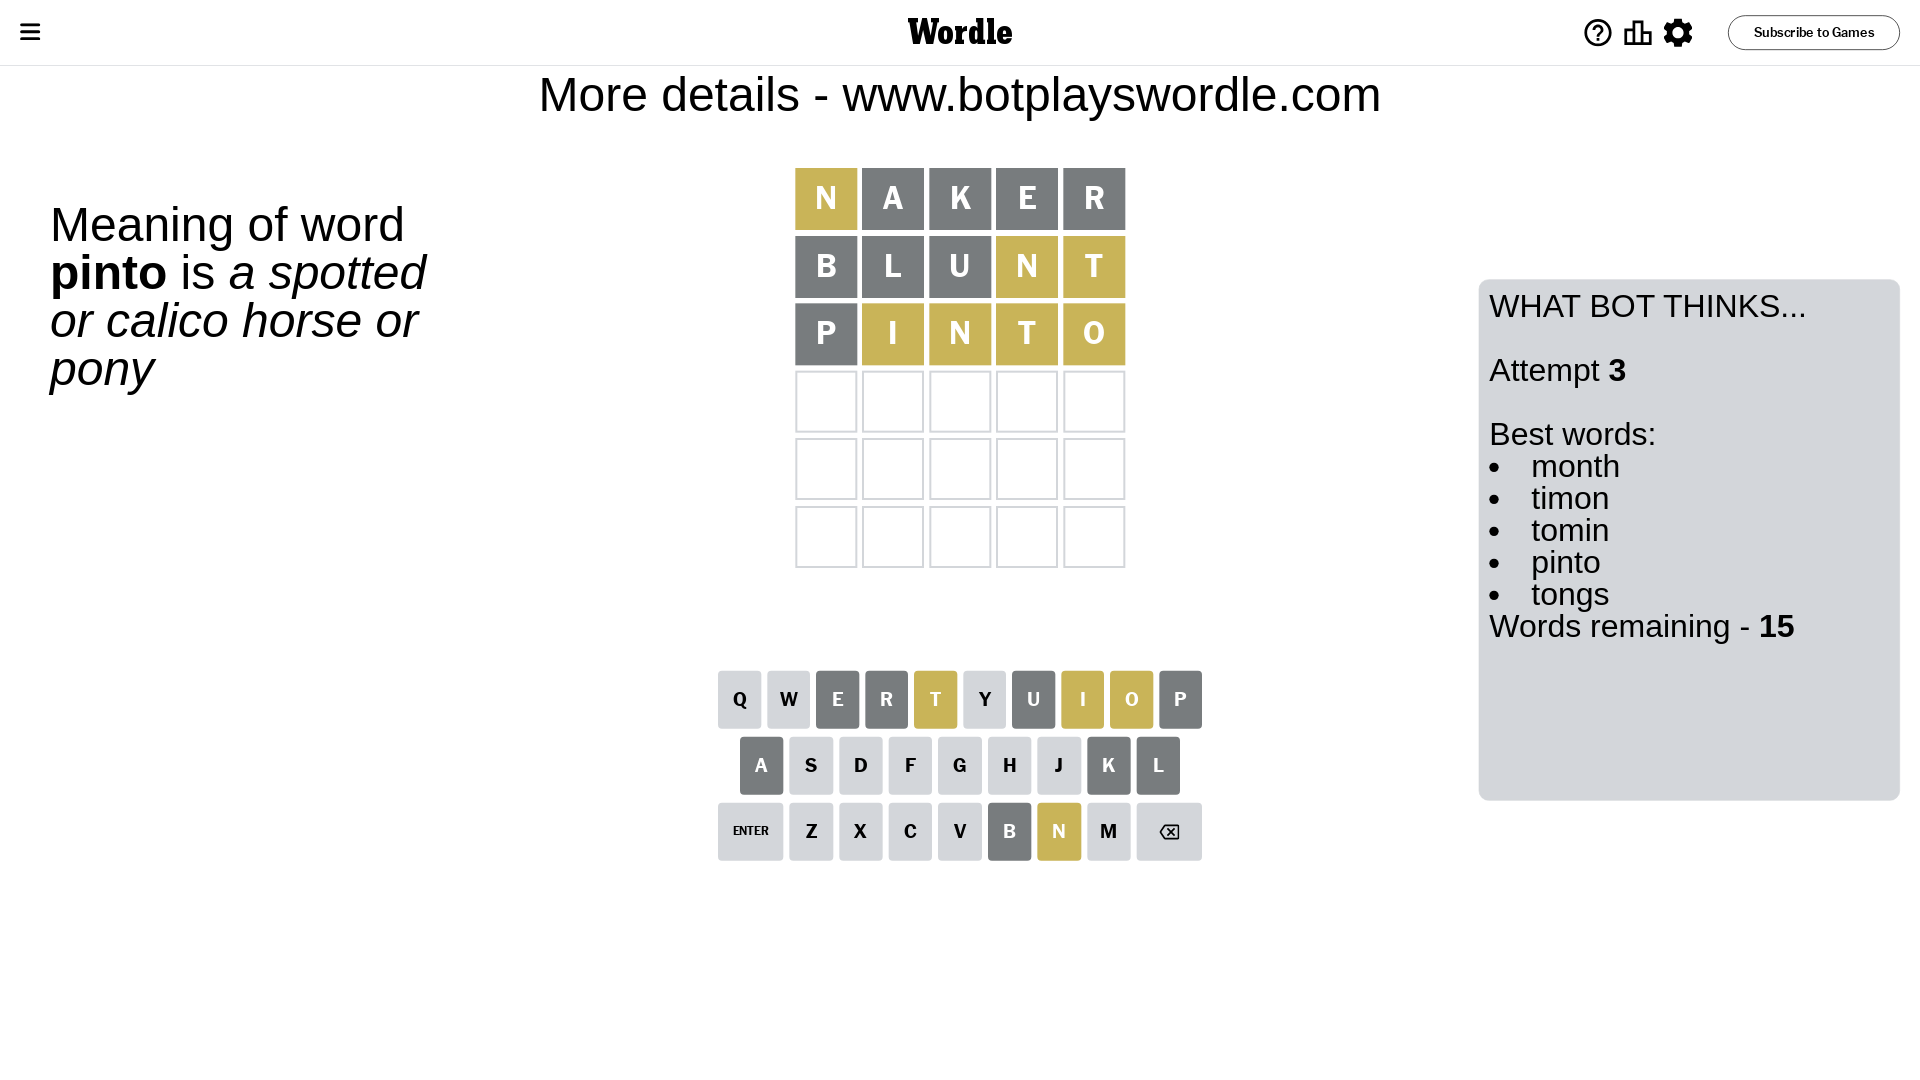 Wordle
Subscribe to Games
More details - www.botplayswordle.com
Meaning of word
pinto is a spotted
or calico horse or
pony
N A K E R
B L U N T
P I N T O
WHAT BOT THINKS...
Attempt 3
Best words:
• month
• timon
• tomin
• pinto
• tongs
Words remaining - 15
Q W E R T Y U I O P
A S D F G H J K L
ENTER Z X C V B N M